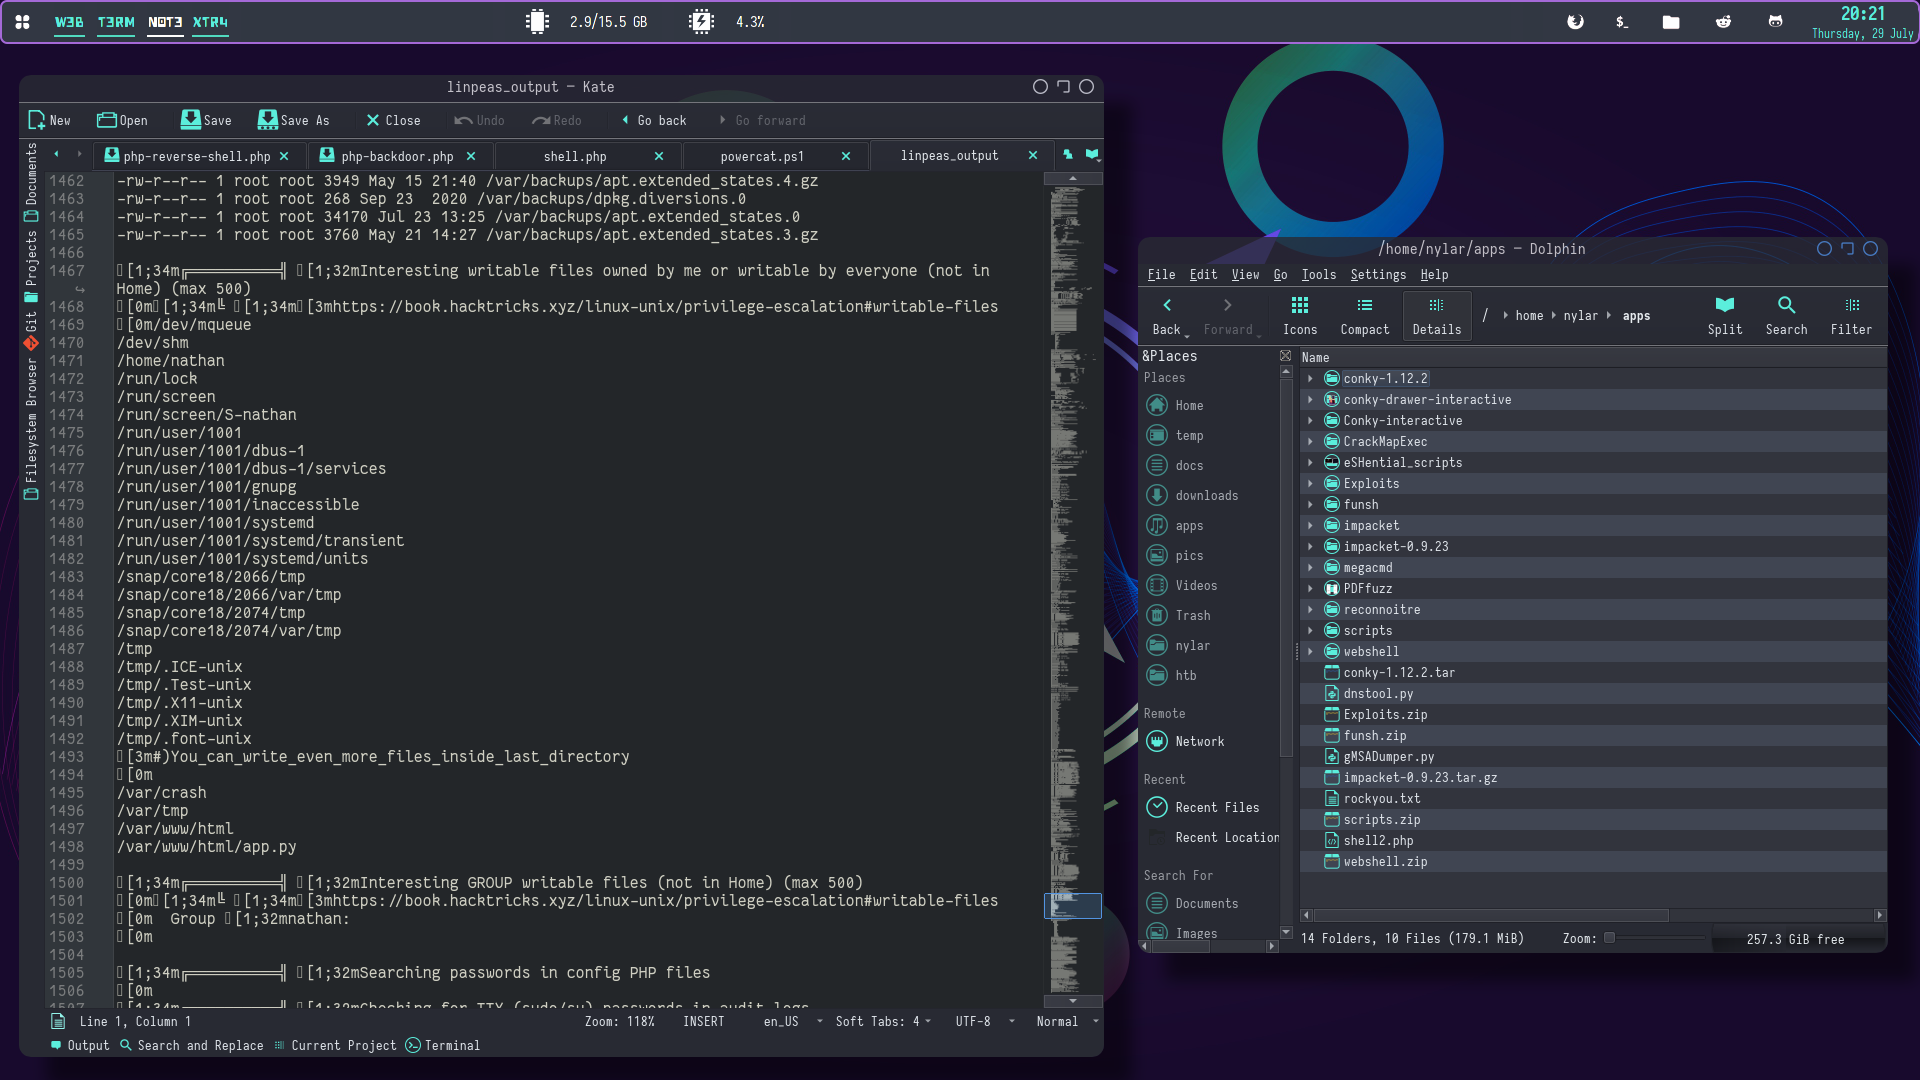 W3B T3RM N0T3 XTR4
2.9/15.5 GB
4.3%
$_
20:21
Thursday, 29 July
linpeas_output — Kate
New Open Save Save As Close Undo Redo Go back Go forward
php-reverse-shell.php php-backdoor.php shell.php powercat.ps1 linpeas_output
Documents
Projects
Git
Filesystem Browser
1462 -rw-r--r-- 1 root root 3949 May 15 21:40 /var/backups/apt.extended_states.4.gz
1463 -rw-r--r-- 1 root root 268 Sep 23  2020 /var/backups/dpkg.diversions.0
1464 -rw-r--r-- 1 root root 34170 Jul 23 13:25 /var/backups/apt.extended_states.0
1465 -rw-r--r-- 1 root root 3760 May 21 14:27 /var/backups/apt.extended_states.3.gz
1466
1467 [1;34m╔══════════╣ [1;32mInteresting writable files owned by me or writable by everyone (not in
Home) (max 500)
1468 [0m[1;34m╚ [1;34m[3mhttps://book.hacktricks.xyz/linux-unix/privilege-escalation#writable-files
1469 [0m/dev/mqueue
1470 /dev/shm
1471 /home/nathan
1472 /run/lock
1473 /run/screen
1474 /run/screen/S-nathan
1475 /run/user/1001
1476 /run/user/1001/dbus-1
1477 /run/user/1001/dbus-1/services
1478 /run/user/1001/gnupg
1479 /run/user/1001/inaccessible
1480 /run/user/1001/systemd
1481 /run/user/1001/systemd/transient
1482 /run/user/1001/systemd/units
1483 /snap/core18/2066/tmp
1484 /snap/core18/2066/var/tmp
1485 /snap/core18/2074/tmp
1486 /snap/core18/2074/var/tmp
1487 /tmp
1488 /tmp/.ICE-unix
1489 /tmp/.Test-unix
1490 /tmp/.X11-unix
1491 /tmp/.XIM-unix
1492 /tmp/.font-unix
1493 [3m#)You_can_write_even_more_files_inside_last_directory
1494 [0m
1495 /var/crash
1496 /var/tmp
1497 /var/www/html
1498 /var/www/html/app.py
1499
1500 [1;34m╔══════════╣ [1;32mInteresting GROUP writable files (not in Home) (max 500)
1501 [0m[1;34m╚ [1;34m[3mhttps://book.hacktricks.xyz/linux-unix/privilege-escalation#writable-files
1502 [0m  Group [1;32mnathan:
1503 [0m
1504
1505 [1;34m╔══════════╣ [1;32mSearching passwords in config PHP files
1506 [0m
1507 [1;34m╔══════════╣ [1;32mChecking for TTY (sudo/su) passwords in audit logs
Line 1, Column 1 Zoom: 118% INSERT en_US Soft Tabs: 4 UTF-8 Normal
Output Search and Replace Current Project Terminal
/home/nylar/apps — Dolphin
File Edit View Go Tools Settings Help
Back Forward Icons Compact Details / home nylar apps Split Search Filter
&Places
Places
Home
temp
docs
downloads
apps
pics
Videos
Trash
nylar
htb
Remote
Network
Recent
Recent Files
Recent Location
Search For
Documents
Images
Name
conky-1.12.2
conky-drawer-interactive
Conky-interactive
CrackMapExec
eSHential_scripts
Exploits
funsh
impacket
impacket-0.9.23
megacmd
PDFfuzz
reconnoitre
scripts
webshell
conky-1.12.2.tar
dnstool.py
Exploits.zip
funsh.zip
gMSADumper.py
impacket-0.9.23.tar.gz
rockyou.txt
scripts.zip
shell2.php
webshell.zip
14 Folders, 10 Files (179.1 MiB) Zoom: 257.3 GiB free